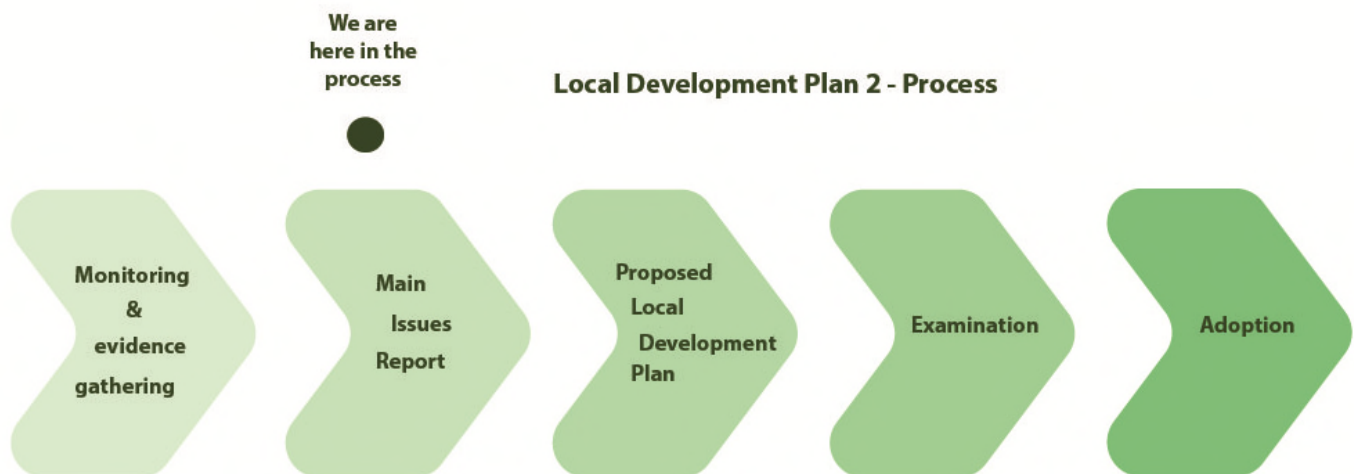 We are
here in the
process
Local Development Plan 2 - Process
Monitoring
&
evidence
gathering
Main
Issues
Report
Proposed
Local
Development
Plan
Examination
Adoption